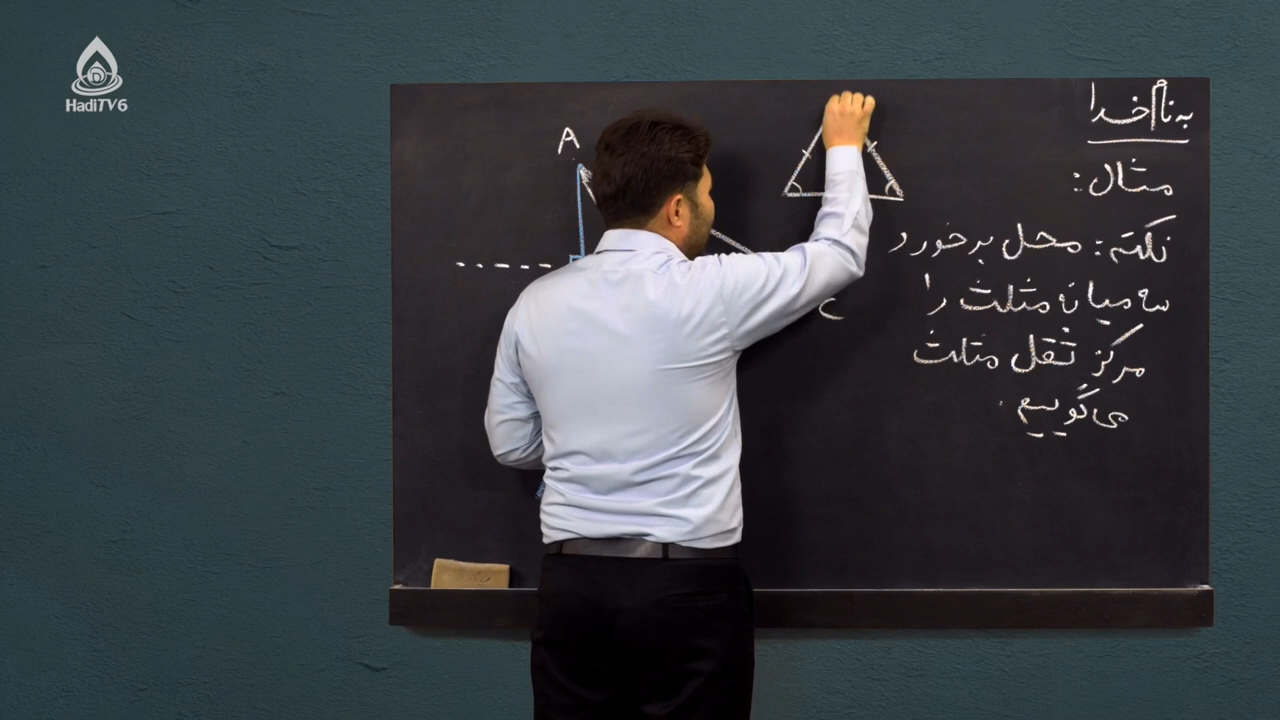 HadiTV6
به نام خدا
مثال:
نکته: محل برخورد
سه میانه مثلث را
مرکز ثقل مثلث
می‌گوییم.
A
C